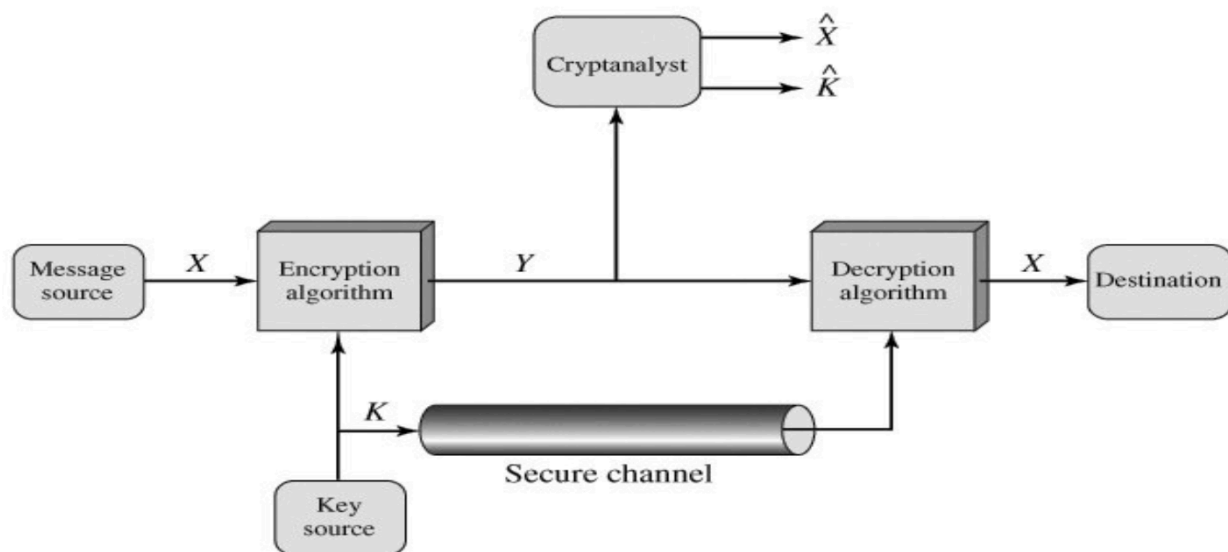 X̂
Cryptanalyst
K̂
Message
source
X
Encryption
algorithm
Y
Decryption
algorithm
X
Destination
K
Secure channel
Key
source